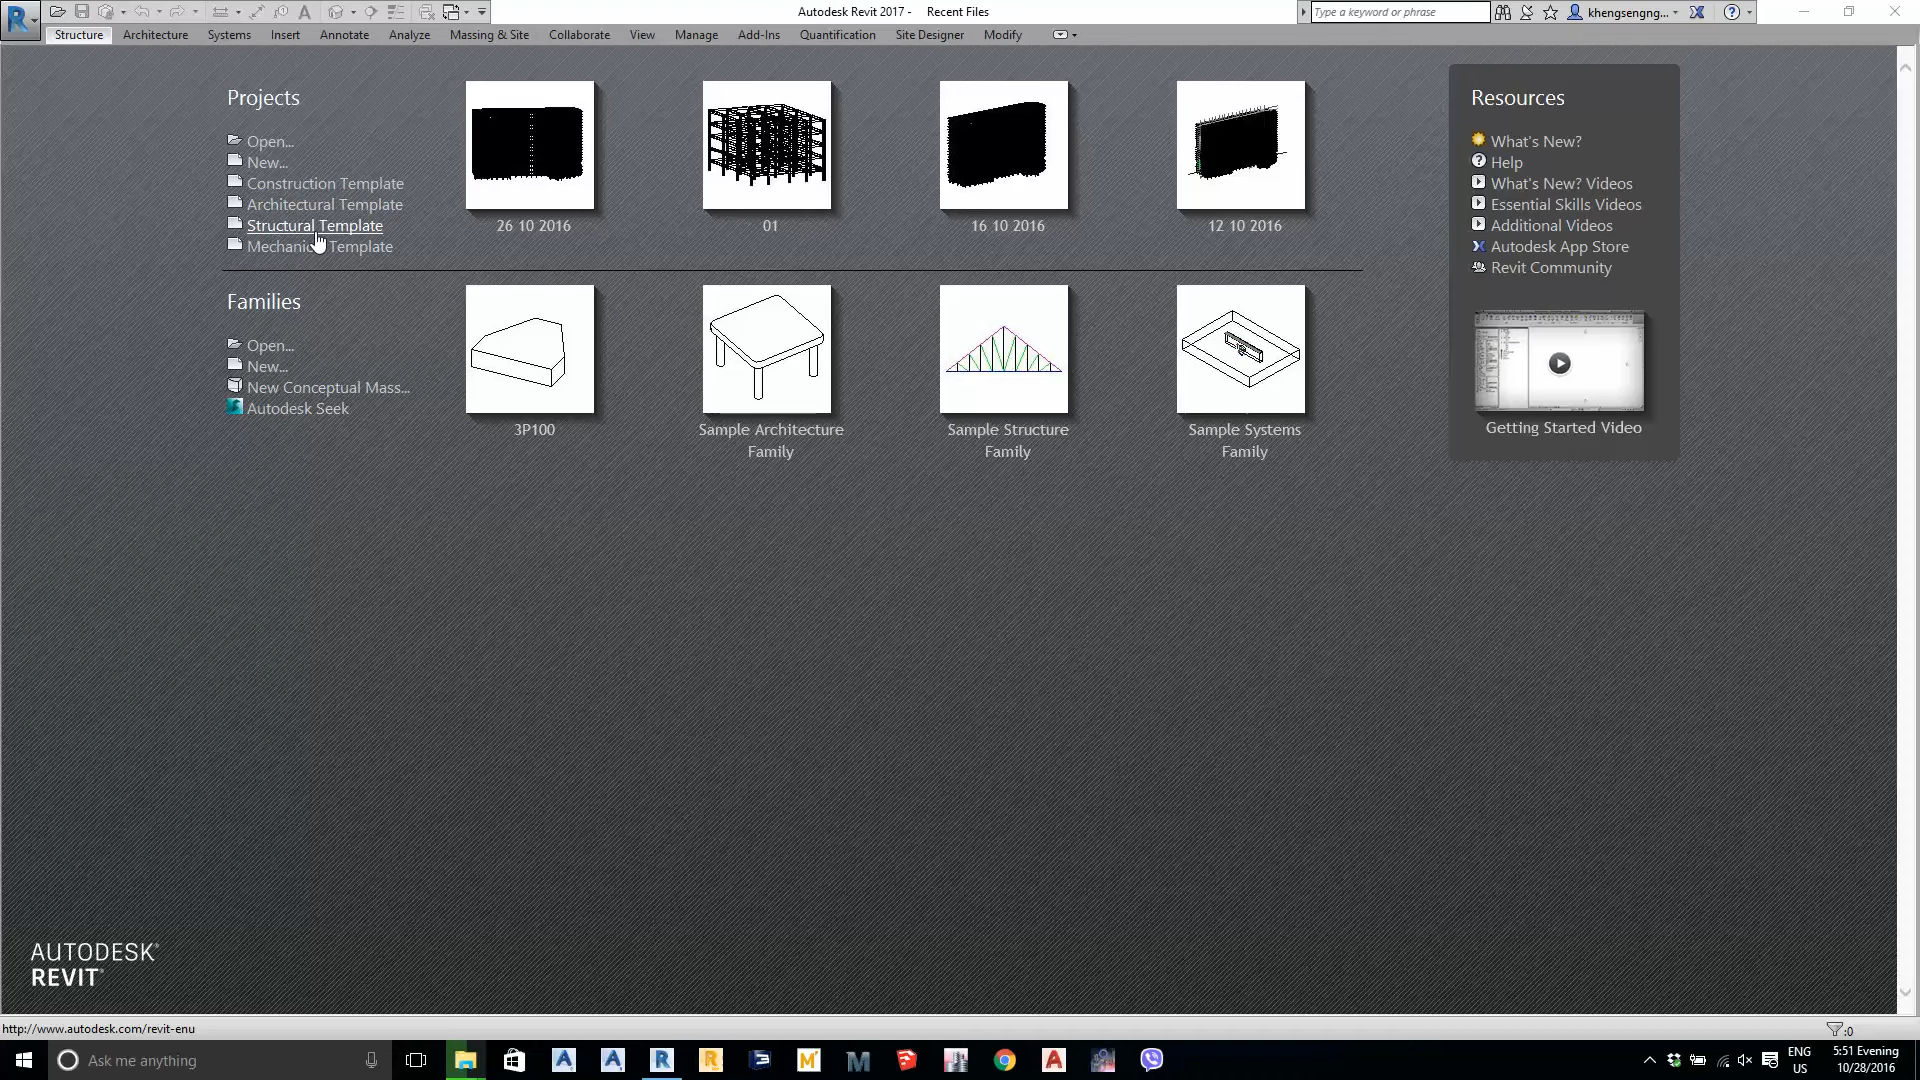 Autodesk Revit 2017 - Recent Files
Type a keyword or phrase
khengsengng...
Structure Architecture Systems Insert Annotate Analyze Massing & Site Collaborate View Manage Add-Ins Quantification Site Designer Modify
Projects
Open...
New...
Construction Template
Architectural Template
Structural Template
Mechanic Template
26 10 2016
01
16 10 2016
12 10 2016
Families
Open...
New...
New Conceptual Mass...
Autodesk Seek
3P100
Sample Architecture
Family
Sample Structure
Family
Sample Systems
Family
Resources
What's New?
Help
What's New? Videos
Essential Skills Videos
Additional Videos
Autodesk App Store
Revit Community
Getting Started Video
AUTODESK®
REVIT®
http://www.autodesk.com/revit-enu
:0
Ask me anything
ENG
US
5:51 Evening
10/28/2016